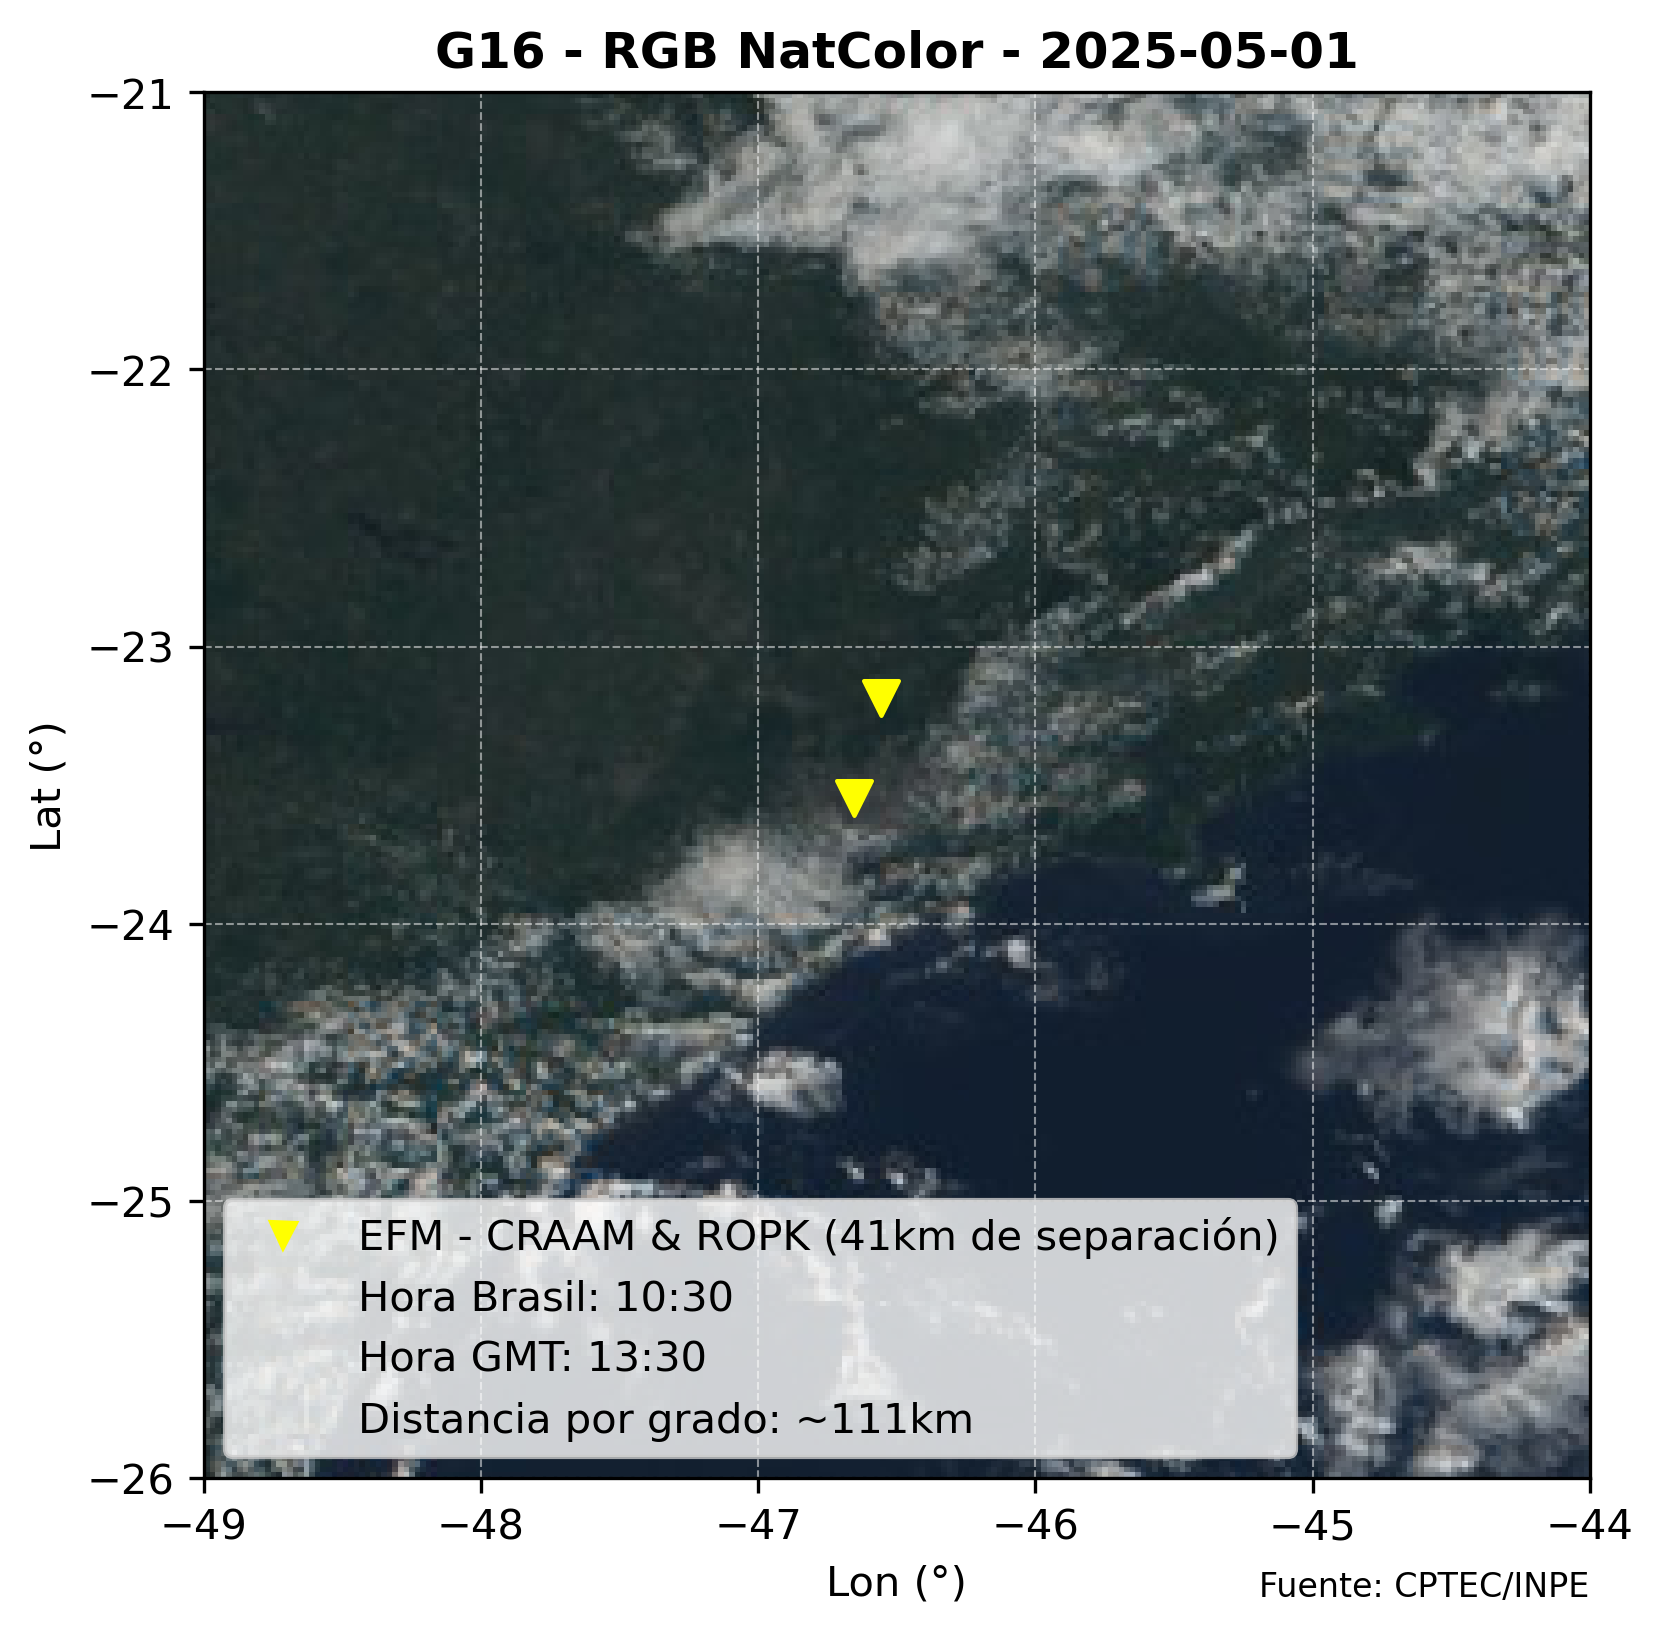 G16 - RGB NatColor - 2025-05-01
−21
−22
−23
−24
−25
−26
Lat (°)
EFM - CRAAM & ROPK (41km de separación)
Hora Brasil: 10:30
Hora GMT: 13:30
Distancia por grado: ~111km
−49
−48
−47
−46
−45
−44
Lon (°)
Fuente: CPTEC/INPE